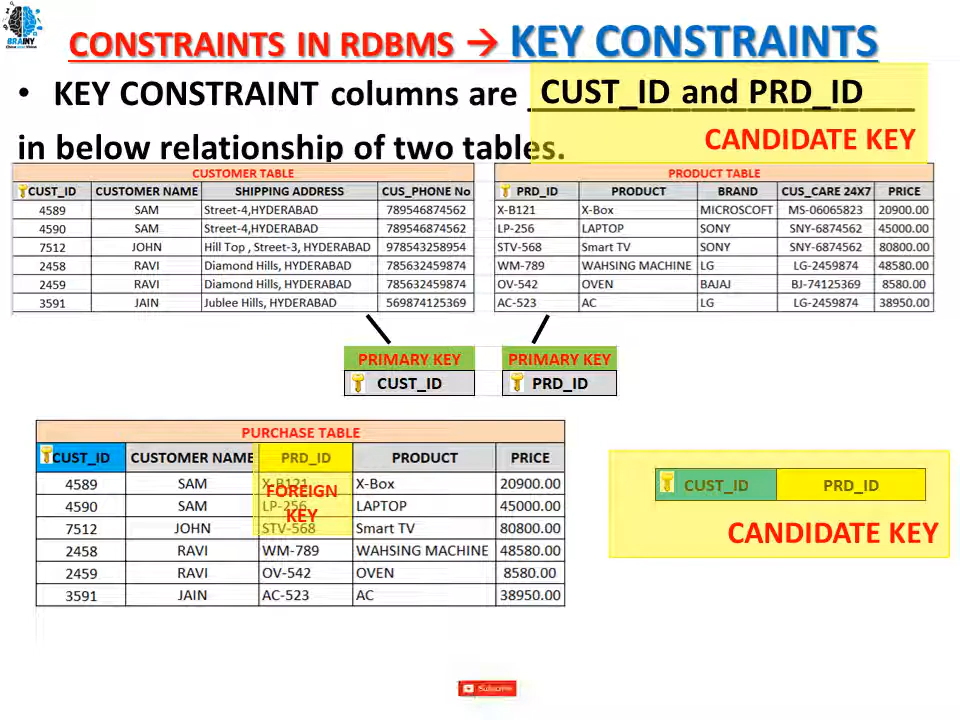 BRAINY
CONSTRAINTS IN RDBMS → KEY CONSTRAINTS
• KEY CONSTRAINT columns are CUST_ID and PRD_ID
CANDIDATE KEY
in below relationship of two tables.
CUSTOMER TABLE
CUST_ID CUSTOMER NAME SHIPPING ADDRESS CUS_PHONE No
4589 SAM Street-4,HYDERABAD 789546874562
4590 SAM Street-4,HYDERABAD 789546874562
7512 JOHN Hill Top , Street-3, HYDERABAD 978543258954
2458 RAVI Diamond Hills, HYDERABAD 785632459874
2459 RAVI Diamond Hills, HYDERABAD 785632459874
3591 JAIN Jublee Hills, HYDERABAD 569874125369
PRODUCT TABLE
PRD_ID PRODUCT BRAND CUS_CARE 24X7 PRICE
X-B121 X-Box MICROSCOFT MS-06065823 20900.00
LP-256 LAPTOP SONY SNY-6874562 45000.00
STV-568 Smart TV SONY SNY-6874562 80800.00
WM-789 WAHSING MACHINE LG LG-2459874 48580.00
OV-542 OVEN BAJAJ BJ-74125369 8580.00
AC-523 AC LG LG-2459874 38950.00
PRIMARY KEY
CUST_ID
PRIMARY KEY
PRD_ID
PURCHASE TABLE
CUST_ID CUSTOMER NAME PRD_ID PRODUCT PRICE
4589 SAM X-B121 X-Box 20900.00
4590 SAM LP-256 LAPTOP 45000.00
7512 JOHN STV-568 Smart TV 80800.00
2458 RAVI WM-789 WAHSING MACHINE 48580.00
2459 RAVI OV-542 OVEN 8580.00
3591 JAIN AC-523 AC 38950.00
FOREIGN
KEY
CUST_ID PRD_ID
CANDIDATE KEY
Subscribe